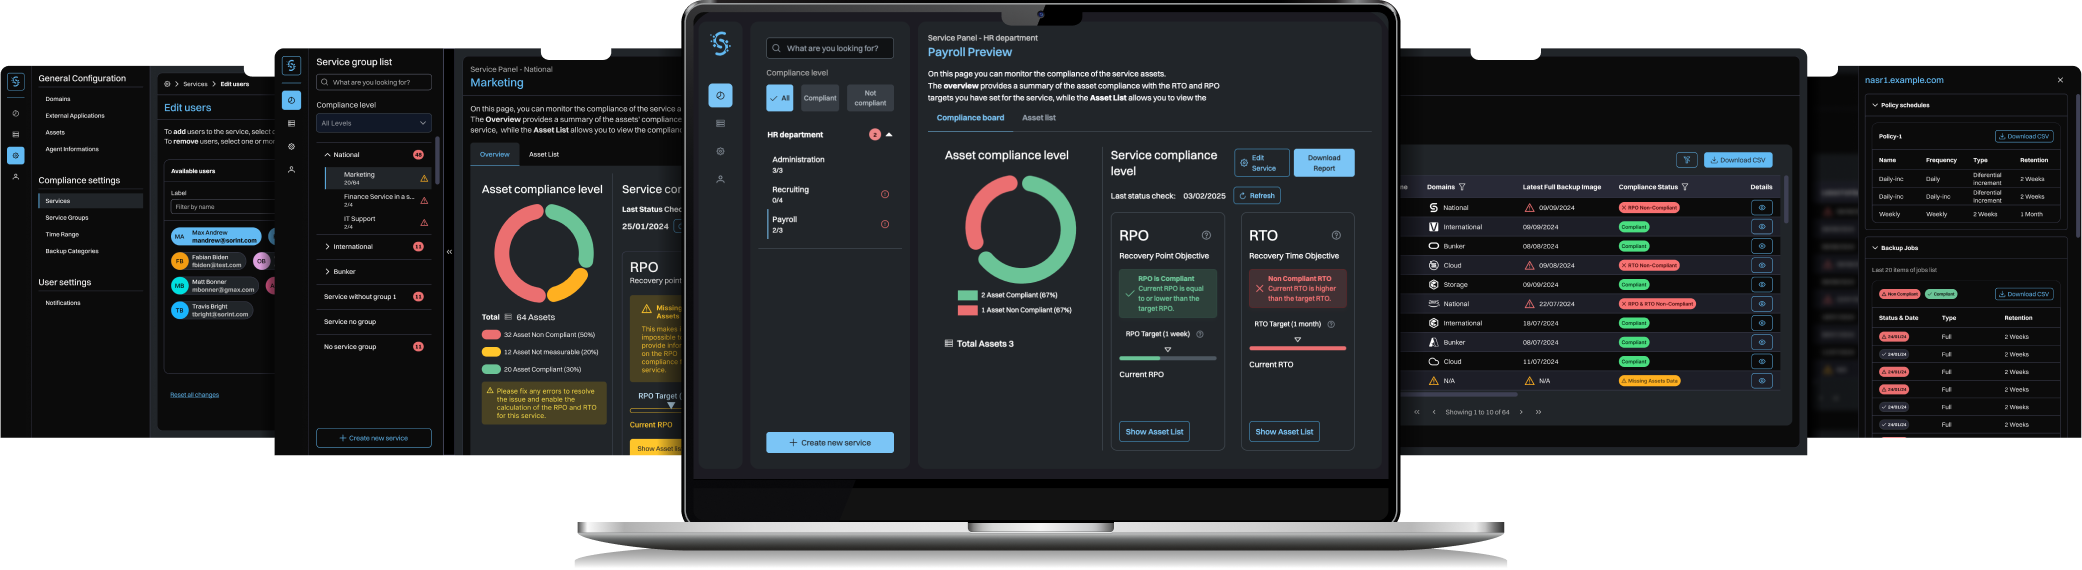 General Configuration
Domains
External Applications
Assets
Agent Informations
Compliance settings
Services
Service Groups
Time Range
Backup Categories
User settings
Notifications
Services > Edit users
Edit users
To add users to the service, select
To remove users, select one or mor
Available users
Label
Filter by name
MA
Max Andrew
mandrew@sorint.com
FB
Fabian Biden
fbiden@test.com
OB
MB
Matt Bonner
mbonner@gmax.com
A
TB
Travis Bright
tbright@sorint.com
Reset all changes
Service group list
What are you looking for?
Compliance level
All Levels
National
Marketing
20/64
Finance Service in a s...
2/4
IT Support
2/4
International
11
Bunker
Service without group 1
11
Service no group
No service group
11
+ Create new service
Service Panel - National
Marketing
On this page, you can monitor the compliance of the service a
The Overview provides a summary of the assets' compliance
service, while the Asset List allows you to view the complianc
Overview
Asset List
Asset compliance level
Total
64 Assets
32 Asset Non Compliant (50%)
12 Asset Not measurable (20%)
20 Asset Compliant (30%)
Please fix any errors to resolve
the issue and enable the
calculation of the RPO and RTO
for this service.
Service cor
Last Status Chec
25/01/2024
RPO
Recovery point
Missing
Assets
This makes
impossible
provide infor
on the RPO
compliance
service.
RPO Target (
Current RPO
Show Asset list
What are you looking for?
Compliance level
All
Compliant
Not
compliant
HR department
2
Administration
3/3
Recruiting
0/4
Payroll
2/3
+ Create new service
Service Panel - HR department
Payroll Preview
On this page you can monitor the compliance of the service assets.
The overview provides a summary of the asset compliance with the RTO and RPO
targets you have set for the service, while the Asset List allows you to view the
Compliance board
Asset list
Asset compliance level
2 Asset Compliant (67%)
1 Asset Non Compliant (67%)
Total Assets 3
Service compliance
level
Edit
Service
Download
Report
Last status check: 03/02/2025
Refresh
RPO
Recovery Point Objective
RPO is Compliant
Current RPO is equal
to or lower than the
target RPO.
RPO Target (1 week)
Current RPO
Show Asset List
RTO
Recovery Time Objective
Non Compliant RTO
Current RTO is higher
than the target RTO.
RTO Target (1 month)
Current RTO
Show Asset List
Download CSV
ne
Domains
Latest Full Backup Image
Compliance Status
Details
National
09/09/2024
RPO Non-Compliant
International
09/09/2024
Compliant
Bunker
08/08/2024
Compliant
Cloud
09/08/2024
RTO Non-Compliant
Storage
09/09/2024
Compliant
aws
National
22/07/2024
RPO & RTO Non-Compliant
International
18/07/2024
Compliant
Bunker
08/07/2024
Compliant
Cloud
11/07/2024
Compliant
N/A
N/A
Missing Assets Data
« ‹ Showing 1 to 10 of 64 › »
nasr1.example.com
Policy schedules
Policy-1
Download CSV
Name
Frequency
Type
Retention
Daily-inc
Daily
Diferential
Increment
2 Weeks
Daily-inc
Daily-inc
Diferential
Increment
2 Weeks
Weekly
Weekly
2 Weeks
1 Month
Backup Jobs
Last 20 items of jobs list
Non Compliant
Compliant
Download CSV
Status & Date
Type
Retention
24/01/24
Full
2 Weeks
24/01/24
Full
2 Weeks
24/01/24
Full
2 Weeks
24/01/24
Full
2 Weeks
24/01/24
Full
2 Weeks
24/01/24
Full
2 Weeks